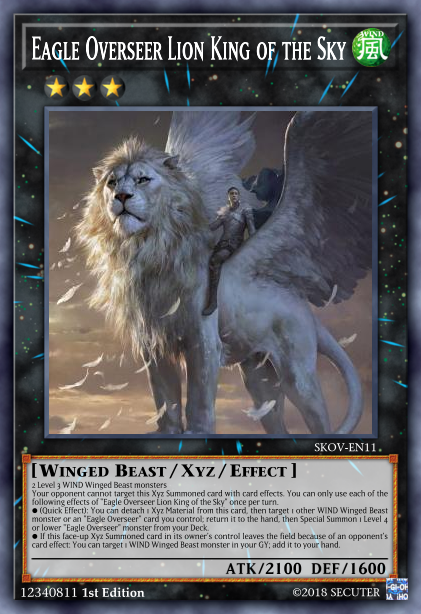 Eagle Overseer Lion King of the Sky
WIND
風
SKOV-EN11
[Winged Beast/Xyz/Effect]
2 Level 3 WIND Winged Beast monsters
Your opponent cannot target this Xyz Summoned card with card effects. You can only use each of the
following effects of "Eagle Overseer Lion King of the Sky" once per turn.
● (Quick Effect): You can detach 1 Xyz Material from this card, then target 1 other WIND Winged Beast
monster or an "Eagle Overseer" card you control; return it to the hand, then Special Summon 1 Level 4
or lower "Eagle Overseer" monster from your Deck.
● If this face-up Xyz Summoned card in its owner's control leaves the field because of an opponent's
card effect: You can target 1 WIND Winged Beast monster in your GY; add it to your hand.
ATK/2100 DEF/1600
12340811 1st Edition
©2018 SECUTER